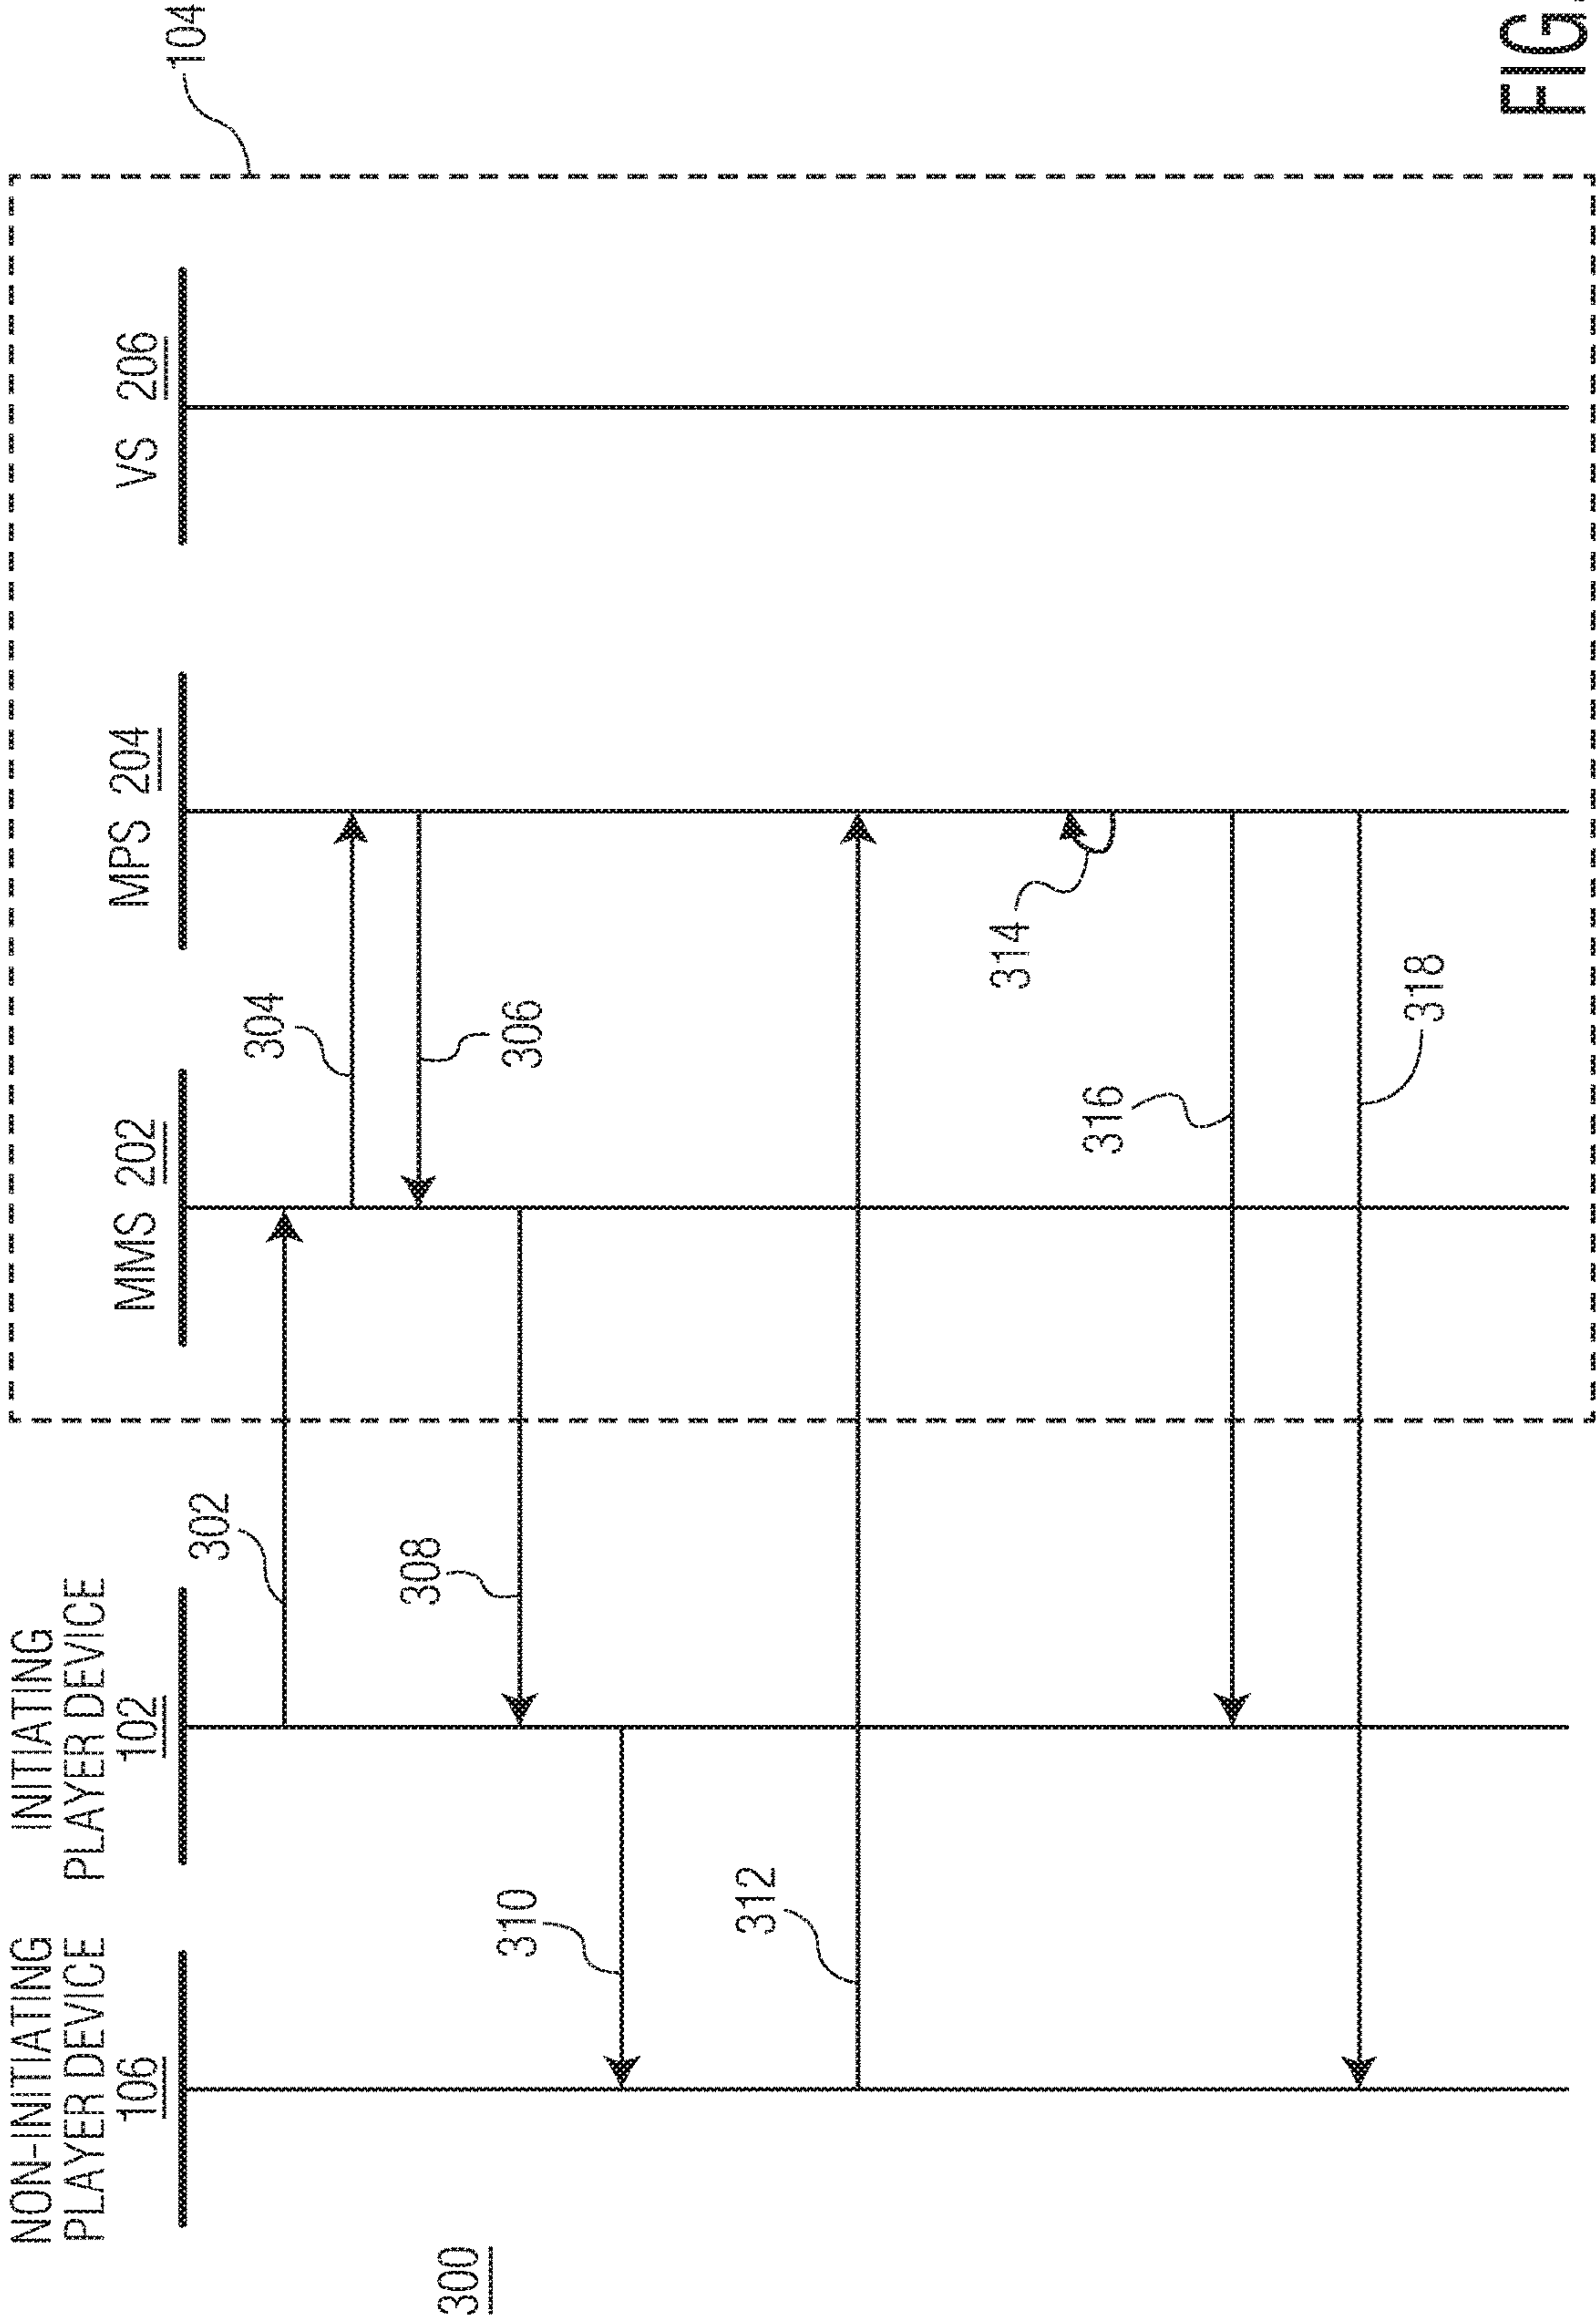 300
NON-INITIATING
PLAYER DEVICE
106
INITIATING
PLAYER DEVICE
102
MMS 202
MPS 204
VS 206
104
302
304
306
308
310
312
314
316
318
FIG.